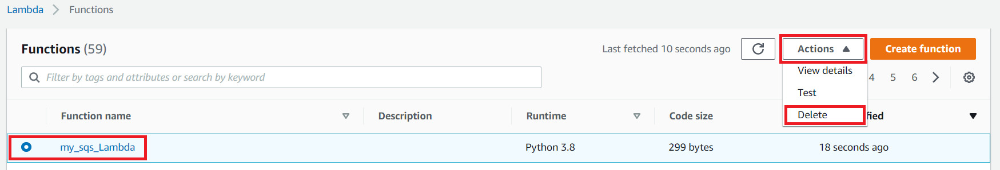 Lambda > Functions
Functions (59)
Last fetched 10 seconds ago
Actions
Create function
Filter by tags and attributes or search by keyword
View details
4 5 6
Test
Delete
Function name
Description
Runtime
Code size
fied
my_sqs_Lambda
Python 3.8
299 bytes
18 seconds ago